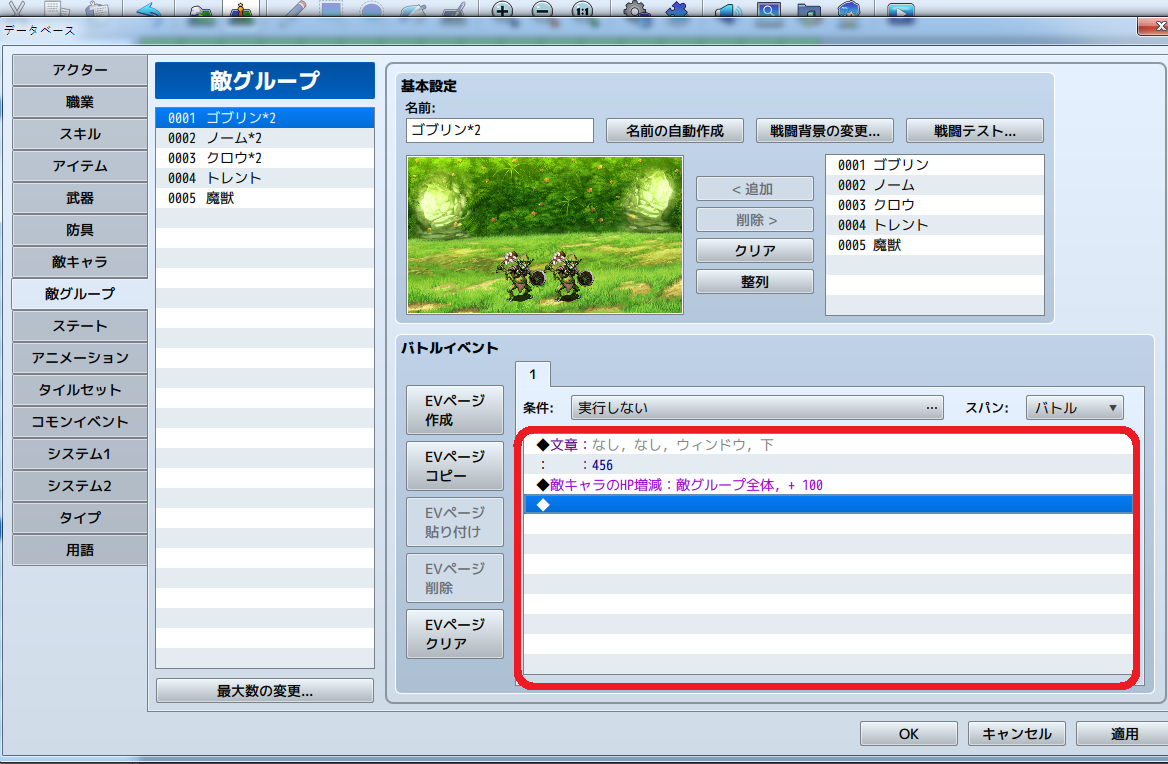 1:1
データベース
アクター
職業
スキル
アイテム
武器
防具
敵キャラ
敵グループ
ステート
アニメーション
タイルセット
コモンイベント
システム1
システム2
タイプ
用語
敵グループ
0001 ゴブリン*2
0002 ノーム*2
0003 クロウ*2
0004 トレント
0005 魔獣
最大数の変更...
基本設定
名前:
ゴブリン*2
名前の自動作成
戦闘背景の変更...
戦闘テスト...
< 追加
削除 >
クリア
整列
0001 ゴブリン
0002 ノーム
0003 クロウ
0004 トレント
0005 魔獣
バトルイベント
1
EVページ
作成
EVページ
コピー
EVページ
貼り付け
EVページ
削除
EVページ
クリア
条件:
実行しない
...
スパン:
バトル
◆文章：なし, なし, ウィンドウ, 下
：　　：456
◆敵キャラのHP増減：敵グループ全体, + 100
◆
OK
キャンセル
適用